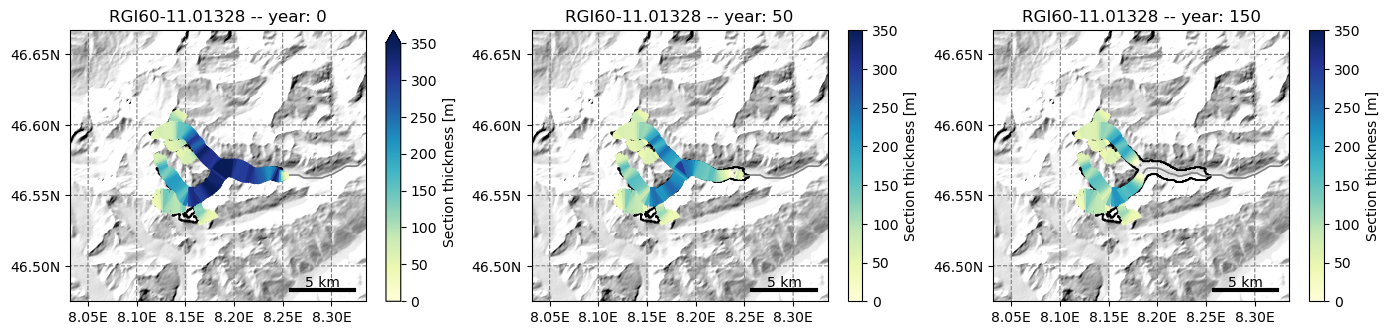 RGI60-11.01328 -- year: 0
46.65N
46.60N
46.55N
46.50N
8.05E 8.10E 8.15E 8.20E 8.25E 8.30E
5 km
350
300
250
200
150
100
50
0
Section thickness [m]
RGI60-11.01328 -- year: 50
46.65N
46.60N
46.55N
46.50N
8.05E 8.10E 8.15E 8.20E 8.25E 8.30E
5 km
350
300
250
200
150
100
50
0
Section thickness [m]
RGI60-11.01328 -- year: 150
46.65N
46.60N
46.55N
46.50N
8.05E 8.10E 8.15E 8.20E 8.25E 8.30E
5 km
350
300
250
200
150
100
50
0
Section thickness [m]